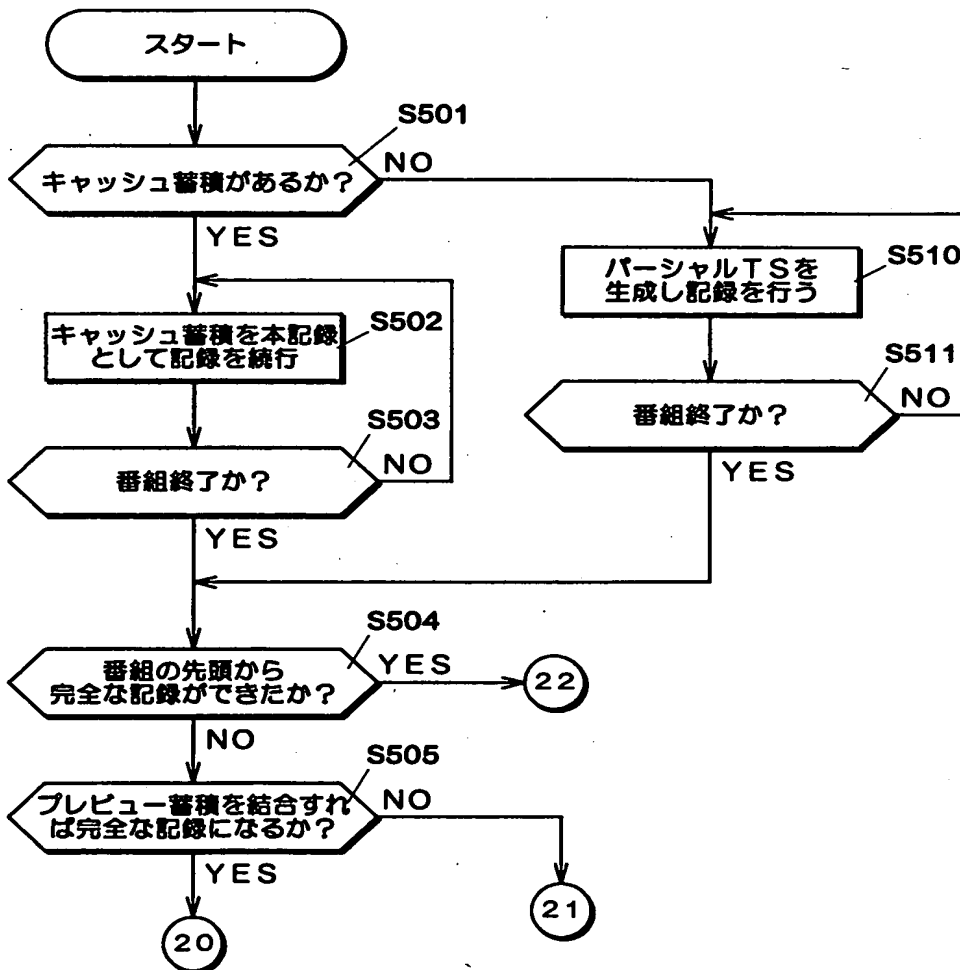 スタート
S501
キャッシュ蓄積があるか？
NO
YES
S502
キャッシュ蓄積を本記録
として記録を続行
S503
番組終了か？
NO
YES
S510
パーシャルＴＳを
生成し記録を行う
S511
番組終了か？
NO
YES
S504
番組の先頭から
完全な記録ができたか？
YES
22
NO
S505
プレビュー蓄積を結合すれ
ば完全な記録になるか？
NO
21
YES
20